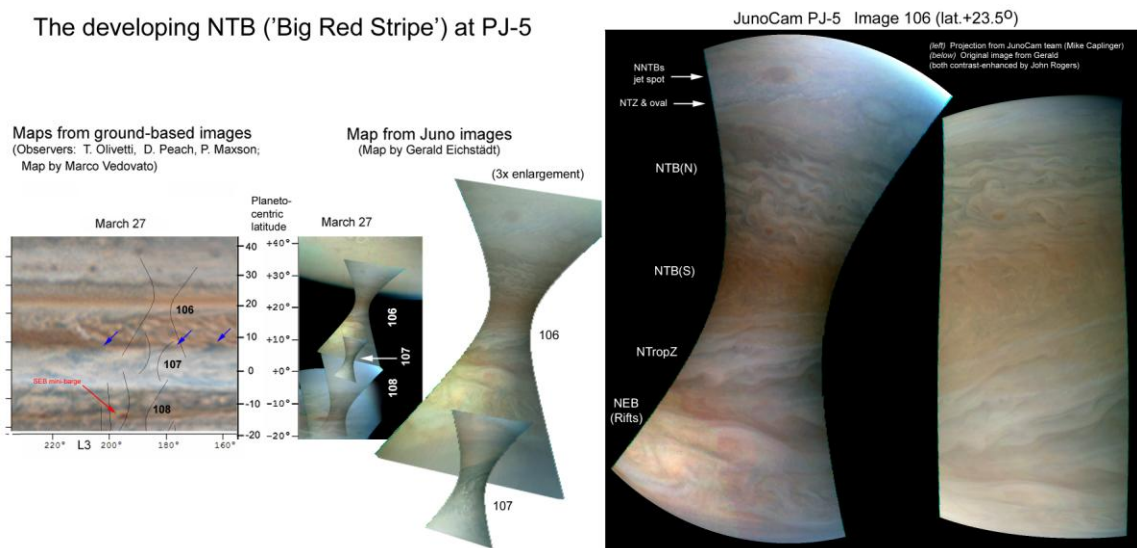 The developing NTB ('Big Red Stripe') at PJ-5
Maps from ground-based images
(Observers: T. Olivetti, D. Peach, P. Maxson;
Map by Marco Vedovato)
March 27
Planeto-
centric
latitude
40
30
20
10
0
-10
-20
106
107
108
SEB mini-barge
220°
L3
200°
180°
160°
Map from Juno images
(Map by Gerald Eichstädt)
(3x enlargement)
March 27
+40°
+30°
+20°
+10°
+0°
-10°
-20°
106
107
108
106
107
JunoCam PJ-5 Image 106 (lat.+23.5º)
(left) Projection from JunoCam team (Mike Caplinger)
(below) Original image from Gerald
(both contrast-enhanced by John Rogers)
NNTBs
jet spot
NTZ & oval
NTB(N)
NTB(S)
NTropZ
NEB
(Rifts)